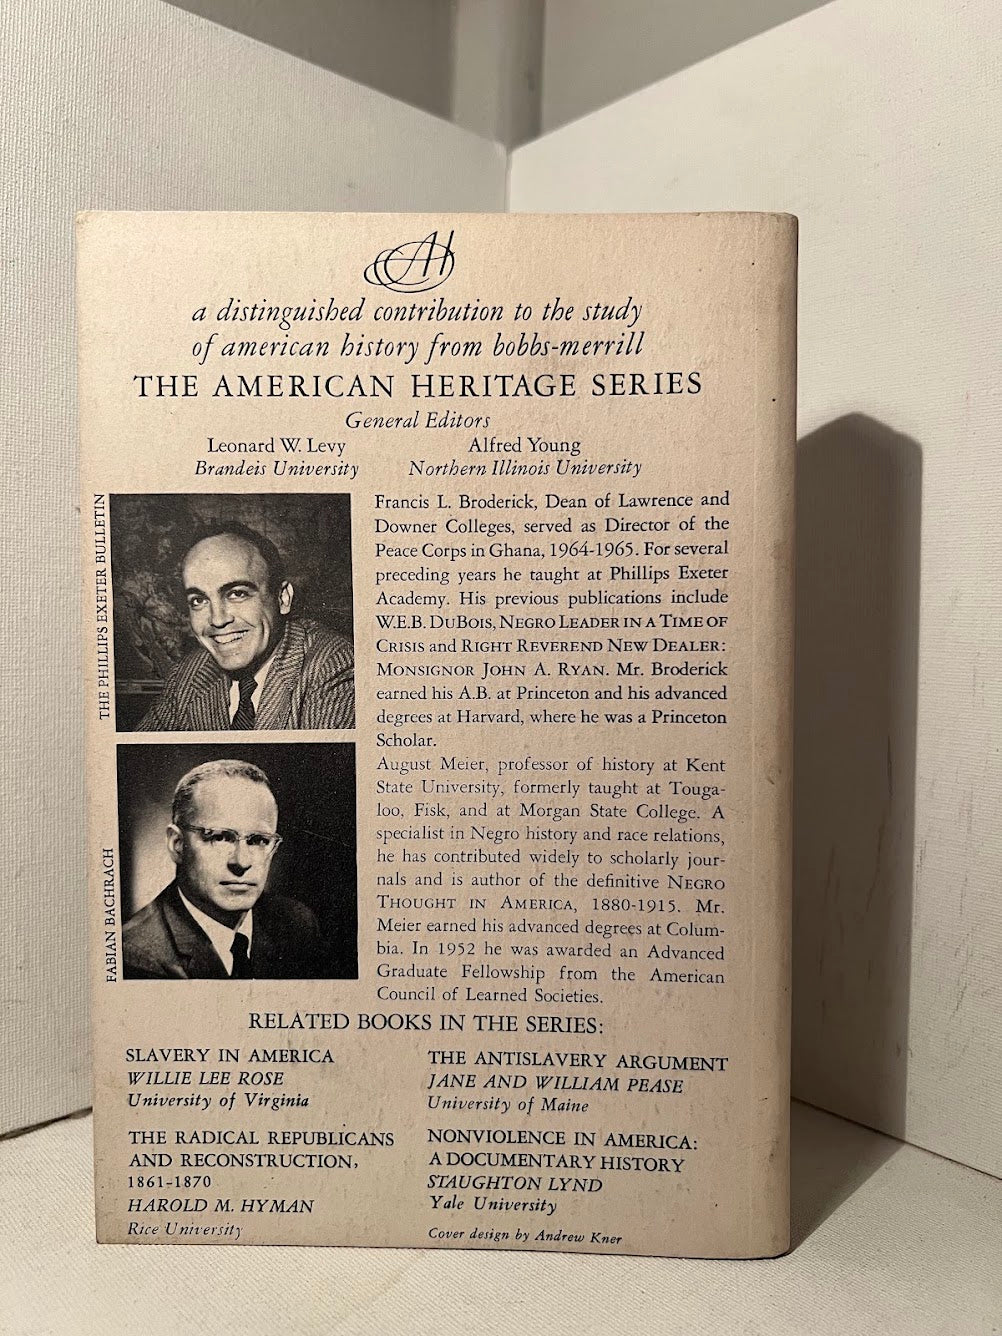 AH
a distinguished contribution to the study
of american history from bobbs-merrill
THE AMERICAN HERITAGE SERIES
General Editors
Leonard W. Levy
Brandeis University
Alfred Young
Northern Illinois University
THE PHILLIPS EXETER BULLETIN
Francis L. Broderick, Dean of Lawrence and
Downer Colleges, served as Director of the
Peace Corps in Ghana, 1964-1965. For several
preceding years he taught at Phillips Exeter
Academy. His previous publications include
W.E.B. DUBOIS, NEGRO LEADER IN A TIME OF
CRISIS and RIGHT REVEREND NEW DEALER:
MONSIGNOR JOHN A. RYAN. Mr. Broderick
earned his A.B. at Princeton and his advanced
degrees at Harvard, where he was a Princeton
Scholar.
FABIAN BACHRACH
August Meier, professor of history at Kent
State University, formerly taught at Touga-
loo, Fisk, and at Morgan State College. A
specialist in Negro history and race relations,
he has contributed widely to scholarly jour-
nals and is author of the definitive NEGRO
THOUGHT IN AMERICA, 1880-1915. Mr.
Meier earned his advanced degrees at Colum-
bia. In 1952 he was awarded an Advanced
Graduate Fellowship from the American
Council of Learned Societies.
RELATED BOOKS IN THE SERIES:
SLAVERY IN AMERICA
WILLIE LEE ROSE
University of Virginia
THE RADICAL REPUBLICANS
AND RECONSTRUCTION,
1861-1870
HAROLD M. HYMAN
Rice University
THE ANTISLAVERY ARGUMENT
JANE AND WILLIAM PEASE
University of Maine
NONVIOLENCE IN AMERICA:
A DOCUMENTARY HISTORY
STAUGHTON LYND
Yale University
Cover design by Andrew Kner